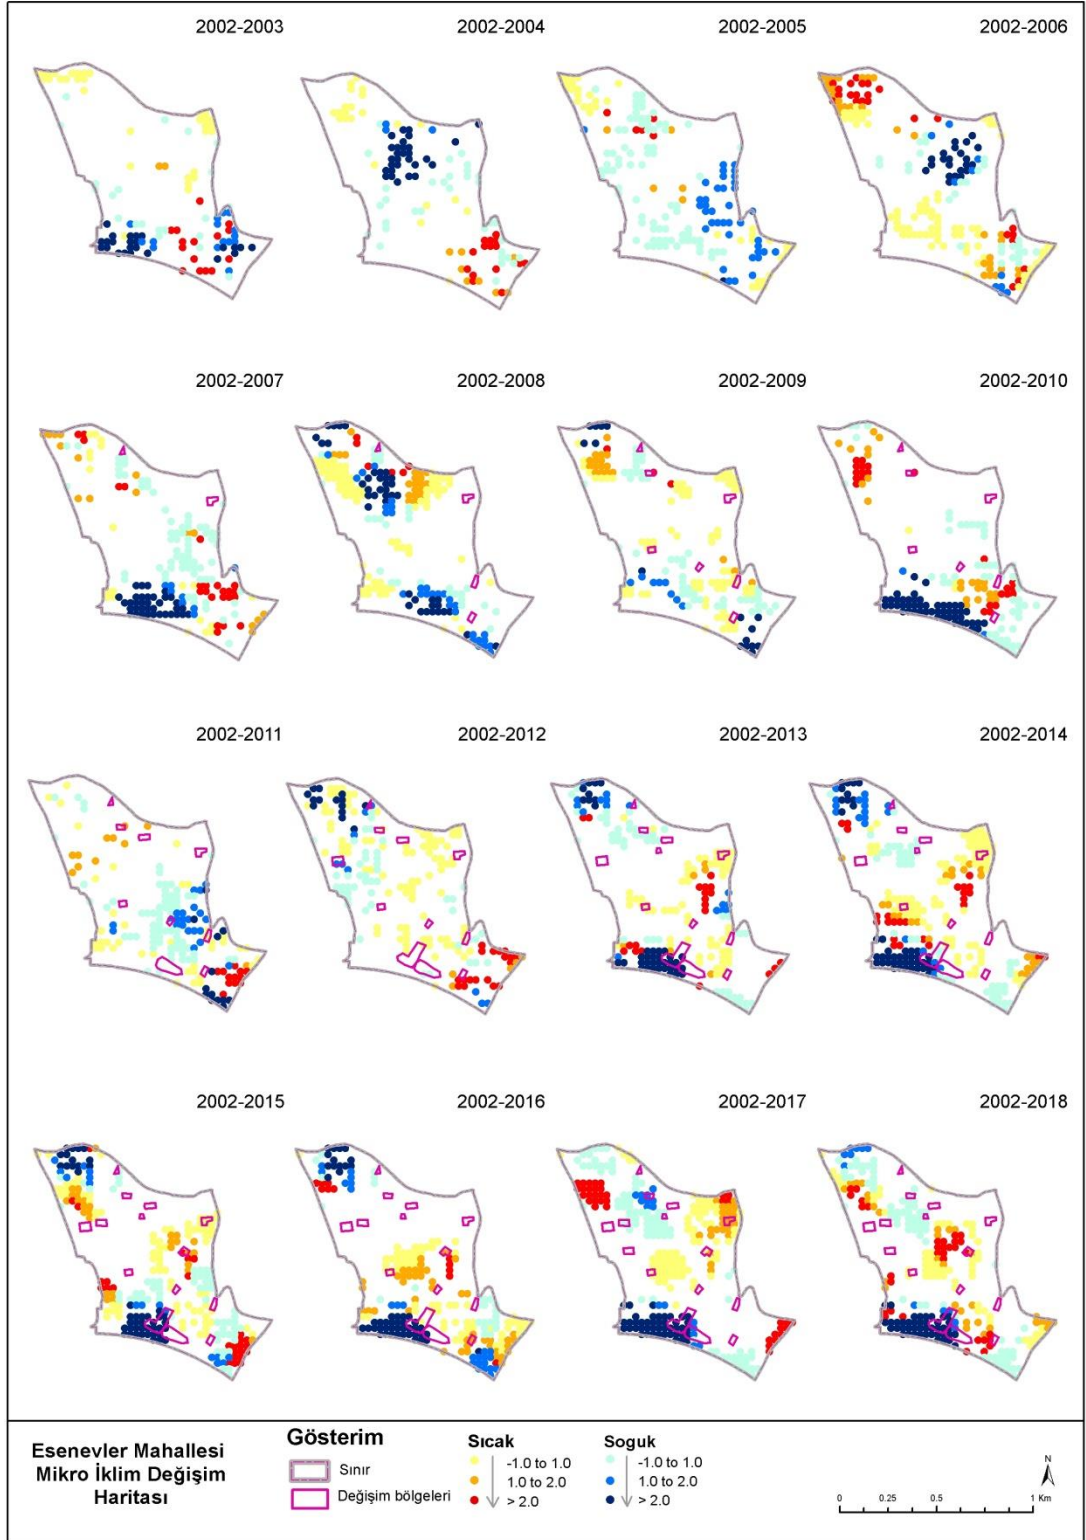 2002-2003
2002-2004
2002-2005
2002-2006
2002-2007
2002-2008
2002-2009
2002-2010
2002-2011
2002-2012
2002-2013
2002-2014
2002-2015
2002-2016
2002-2017
2002-2018
Esenevler Mahallesi
Mikro İklim Değişim
Haritası
Gösterim
Sınır
Değişim bölgeleri
Sıcak
-1.0 to 1.0
1.0 to 2.0
> 2.0
Soguk
-1.0 to 1.0
1.0 to 2.0
> 2.0
N
0 0.25 0.5 1 Km